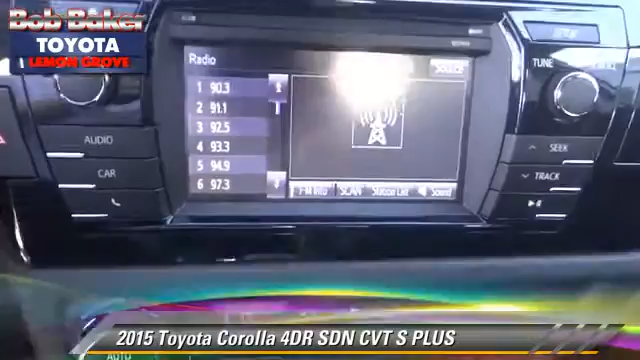 Bob Baker
TOYOTA
LEMON GROVE
Radio
SOURCE
TUNE
1 90.3
2 91.1
3 92.5
4 93.3
5 94.9
6 97.3
AUDIO
CAR
SEEK
TRACK
FM Info SCAN Station List Sound
2015 Toyota Corolla 4DR SDN CVT S PLUS
AUTO